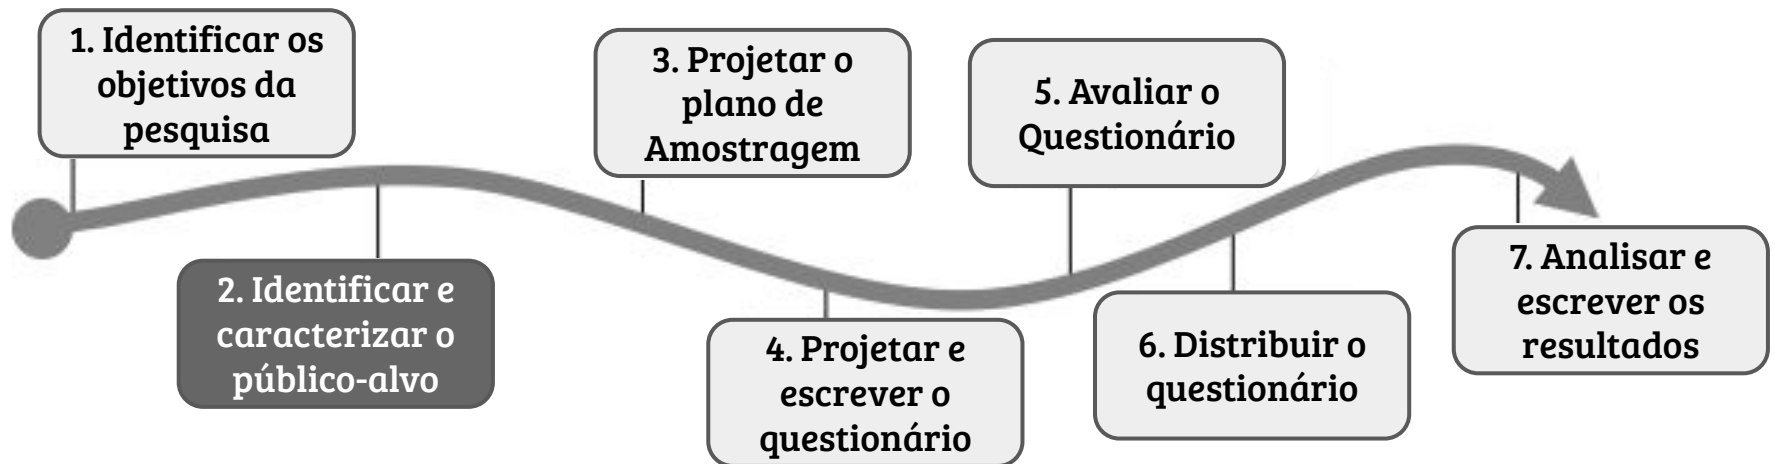 1. Identificar os
objetivos da
pesquisa
2. Identificar e
caracterizar o
público-alvo
3. Projetar o
plano de
Amostragem
4. Projetar e
escrever o
questionário
5. Avaliar o
Questionário
6. Distribuir o
questionário
7. Analisar e
escrever os
resultados